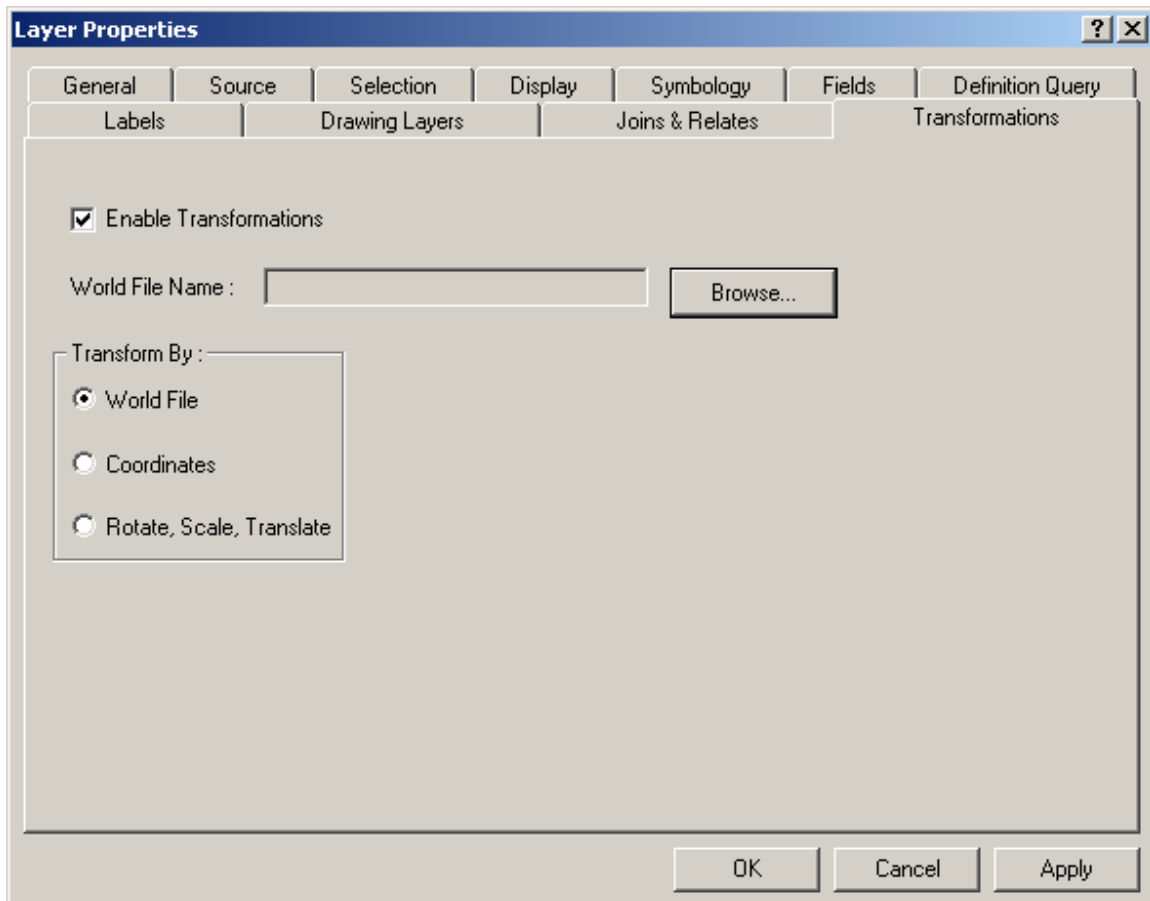 Layer Properties
General Source Selection Display Symbology Fields Definition Query
Labels Drawing Layers Joins & Relates Transformations
Enable Transformations
World File Name : Browse...
Transform By :
World File
Coordinates
Rotate, Scale, Translate
OK Cancel Apply